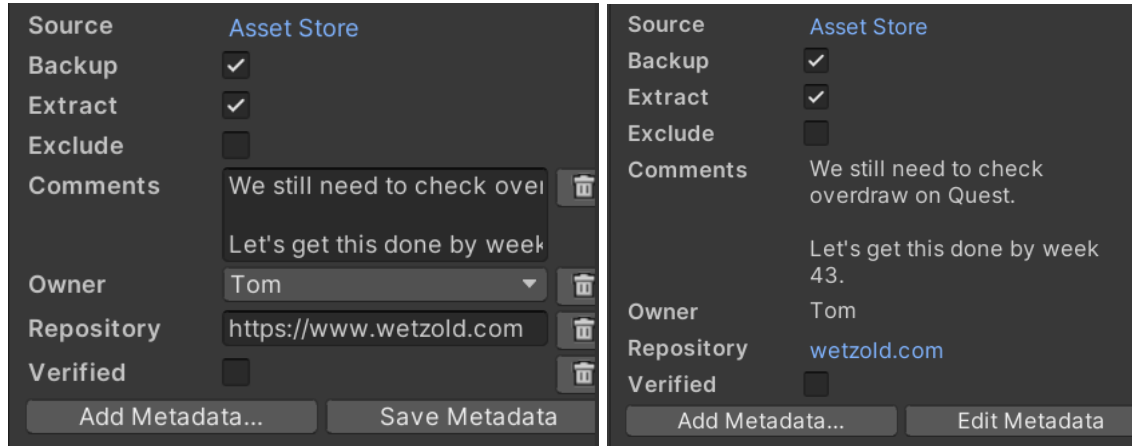 Source Asset Store
Backup
Extract
Exclude
Comments We still need to check
Let's get this done by
Owner Tom
Repository https://www.wetzold.com
Verified
Add Metadata... Save Metadata
Source Asset Store
Backup
Extract
Exclude
Comments We still need to check
overdraw on Quest.
Let's get this done by week
43.
Owner Tom
Repository wetzold.com
Verified
Add Metadata... Edit Metadata